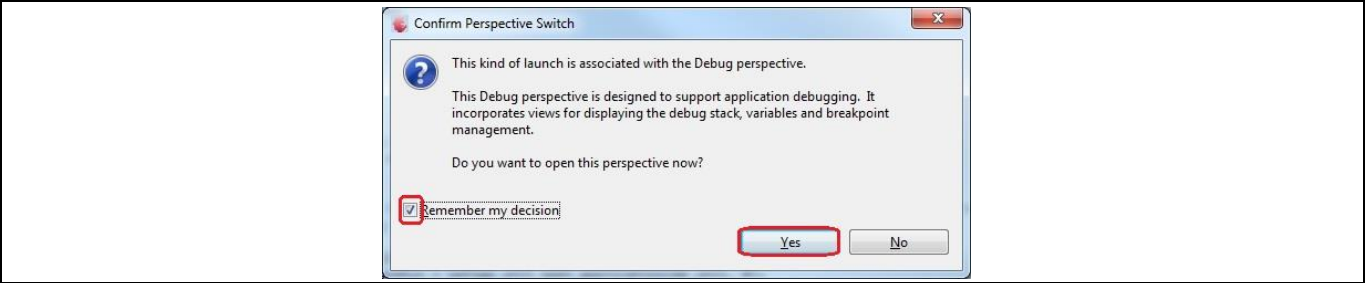 Confirm Perspective Switch
This kind of launch is associated with the Debug perspective.
This Debug perspective is designed to support application debugging. It
incorporates views for displaying the debug stack, variables and breakpoint
management.
Do you want to open this perspective now?
Remember my decision
Yes
No